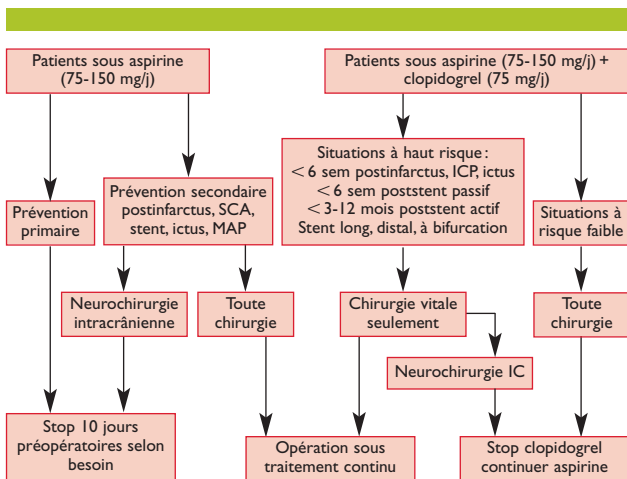 Patients sous aspirine
(75-150 mg/j)
Patients sous aspirine (75-150 mg/j) +
clopidogrel (75 mg/j)
Situations à haut risque :
< 6 sem postinfarctus, ICP, ictus
< 6 sem poststent passif
< 3-12 mois poststent actif
Stent long, distal, à bifurcation
Prévention secondaire
postinfarctus, SCA,
stent, ictus, MAP
Prévention
primaire
Situations à
risque faible
Neurochirurgie
intracrânienne
Toute
chirurgie
Chirurgie vitale
seulement
Toute
chirurgie
Neurochirurgie IC
Stop 10 jours
préopératoires selon
besoin
Opération sous
traitement continu
Stop clopidogrel
continuer aspirine